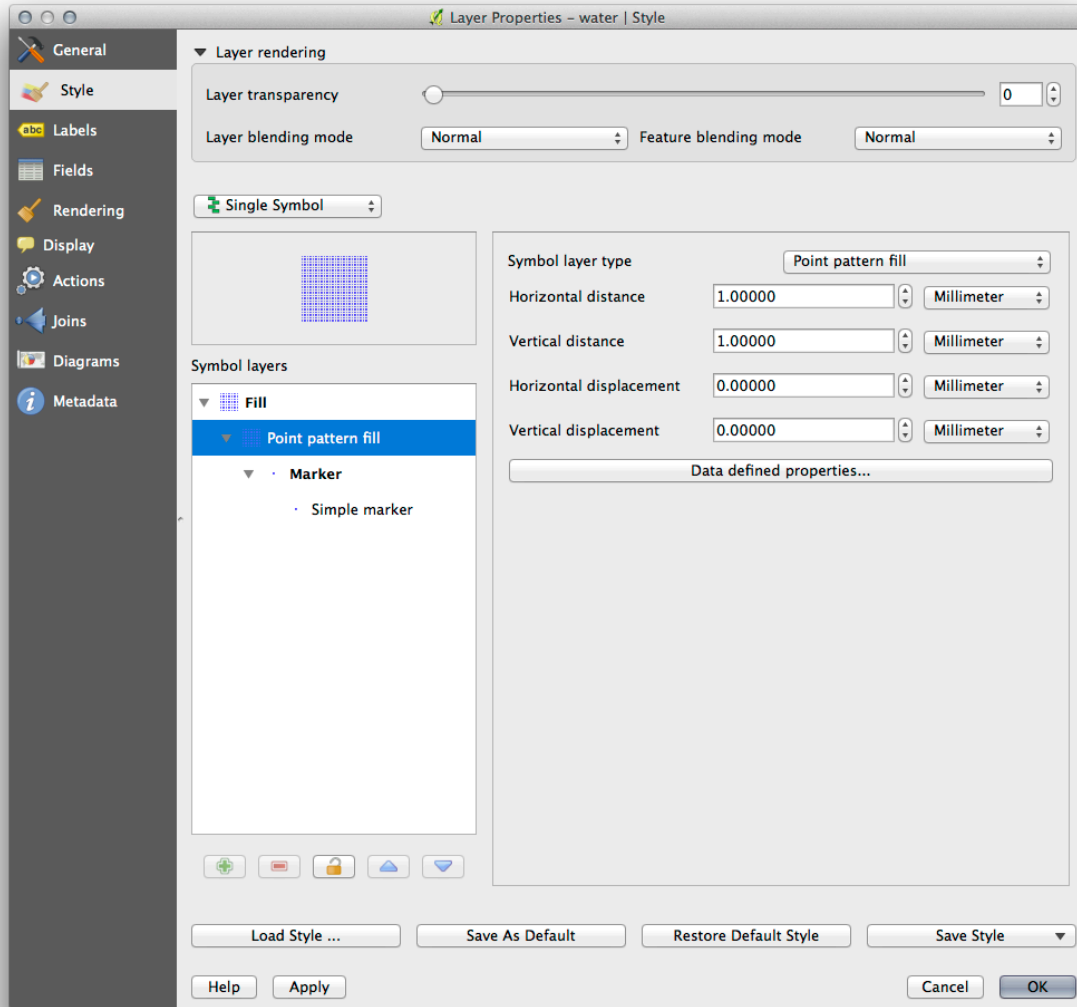 Layer Properties – water | Style
General
Style
abc Labels
Fields
Rendering
Display
Actions
Joins
Diagrams
Metadata
Layer rendering
Layer transparency 0
Layer blending mode Normal Feature blending mode Normal
Single Symbol
Symbol layers
Fill
Point pattern fill
Marker
Simple marker
Symbol layer type Point pattern fill
Horizontal distance 1.00000 Millimeter
Vertical distance 1.00000 Millimeter
Horizontal displacement 0.00000 Millimeter
Vertical displacement 0.00000 Millimeter
Data defined properties...
Load Style ... Save As Default Restore Default Style Save Style
Help Apply Cancel OK